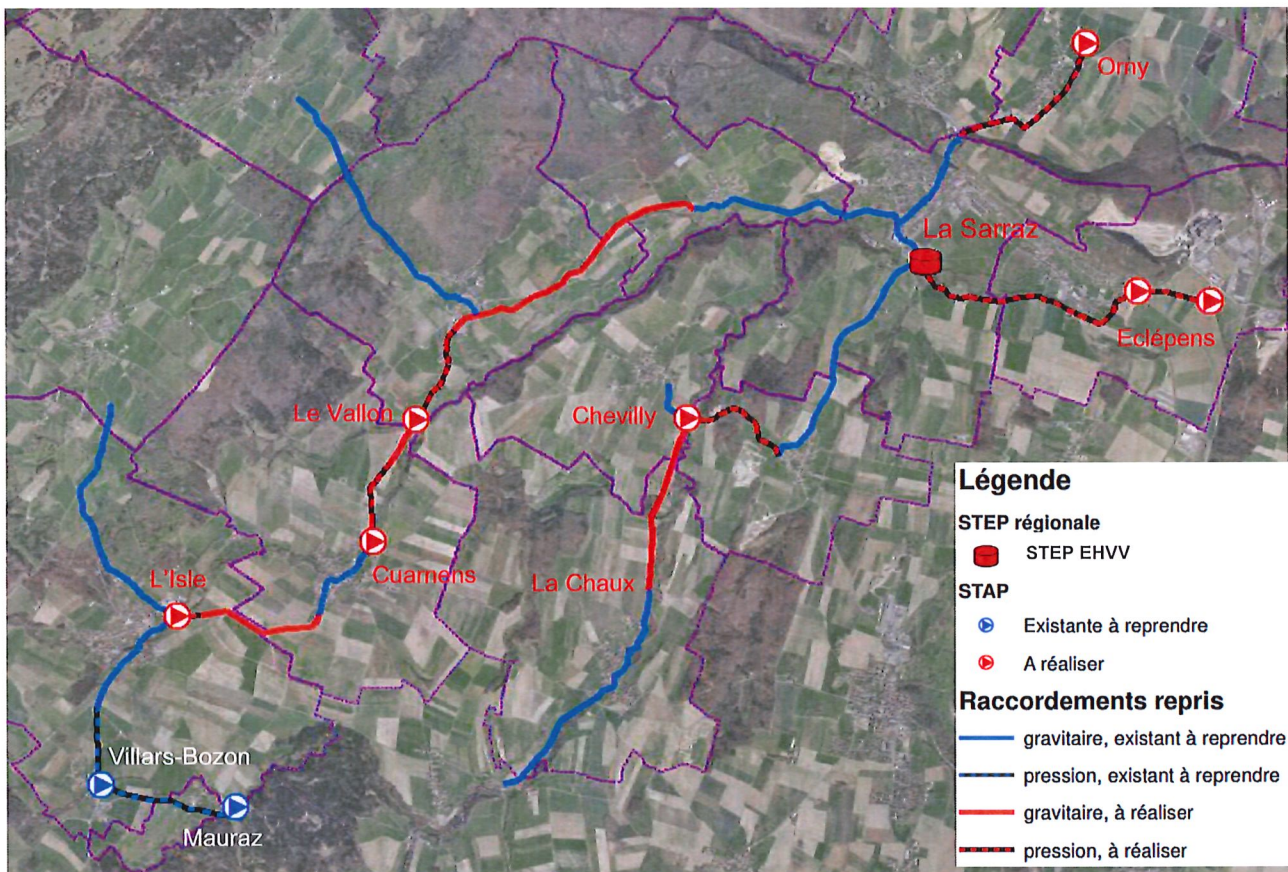 Orny
La Sarraz
Eclépens
Le Vallon
Chevilly
L'Isle
Cuarnens
La Chaux
Villars-Bozon
Mauraz
Légende
STEP régionale
STEP EHVV
STAP
Existante à reprendre
A réaliser
Raccordements repris
gravitaire, existant à reprendre
pression, existant à reprendre
gravitaire, à réaliser
pression, à réaliser